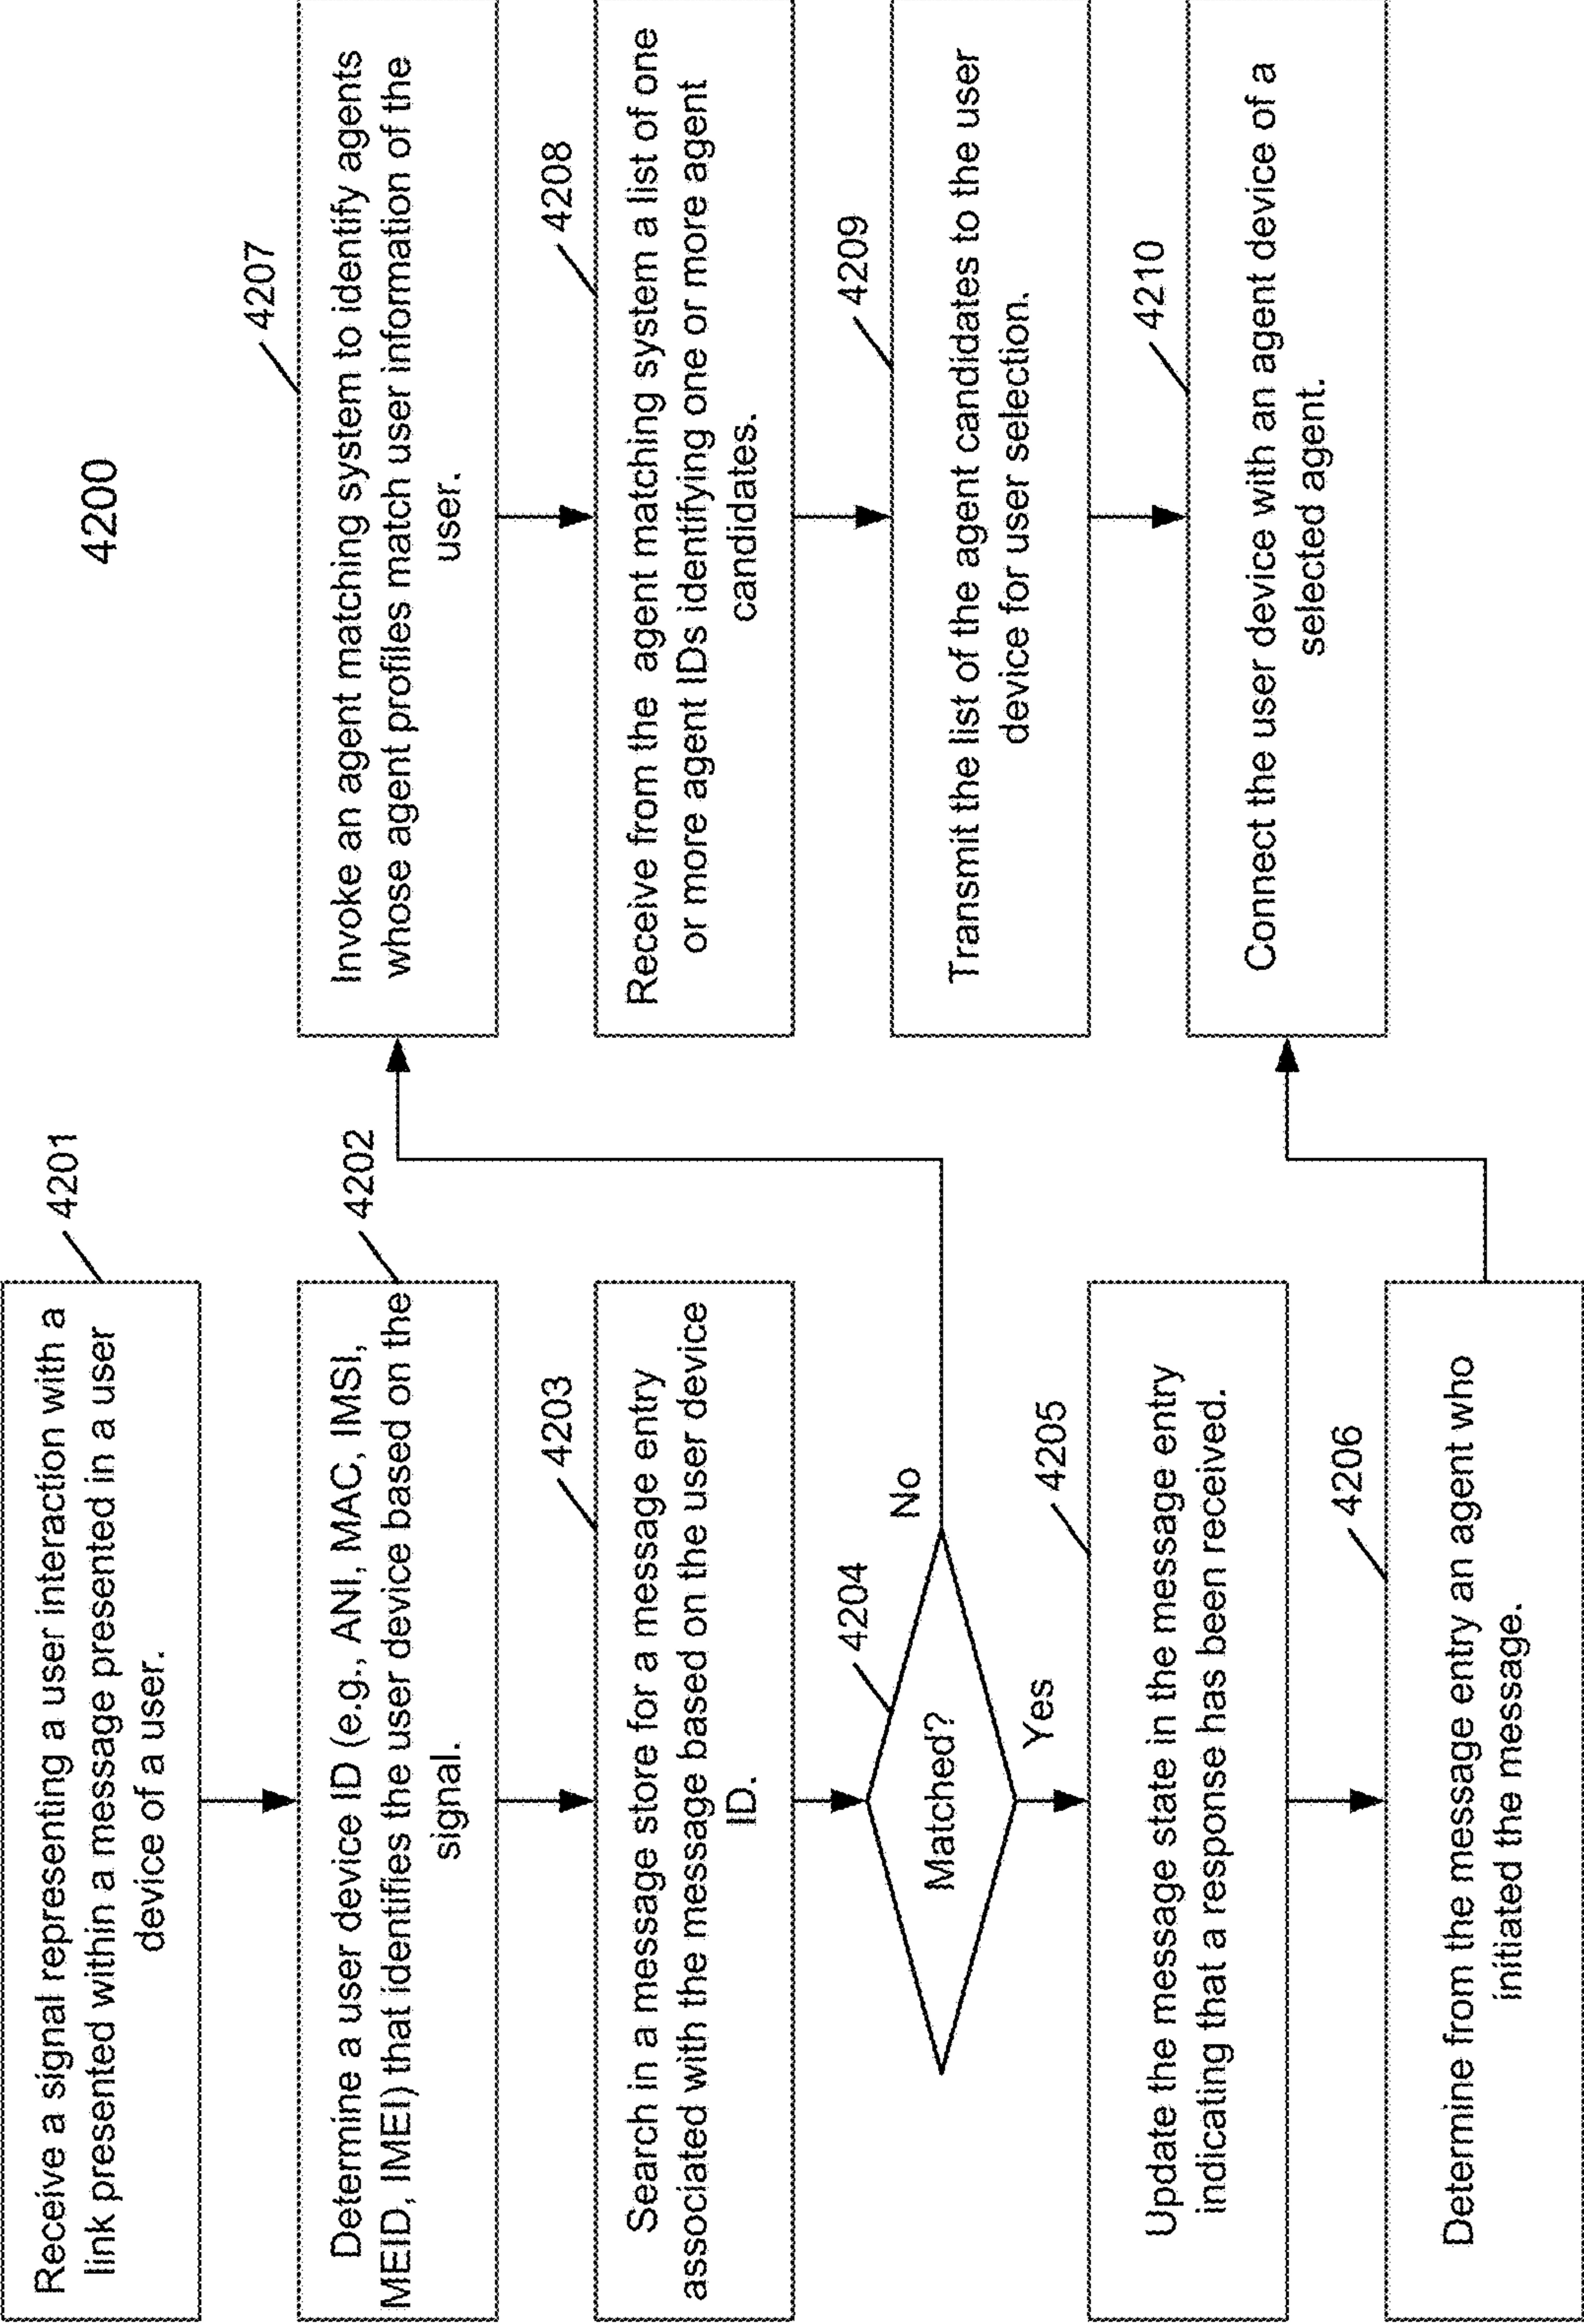 4200
4201
Receive a signal representing a user interaction with a
link presented within a message presented in a user
device of a user.
4202
Determine a user device ID (e.g., ANI, MAC, IMSI,
MEID, IMEI) that identifies the user device based on the
signal.
4203
Search in a message store for a message entry
associated with the message based on the user device
ID.
4204
Matched?
No
Yes
4205
Update the message state in the message entry
indicating that a response has been received.
4206
Determine from the message entry an agent who
initiated the message.
4207
Invoke an agent matching system to identify agents
whose agent profiles match user information of the
user.
4208
Receive from the agent matching system a list of one
or more agent IDs identifying one or more agent
candidates.
4209
Transmit the list of the agent candidates to the user
device for user selection.
4210
Connect the user device with an agent device of a
selected agent.